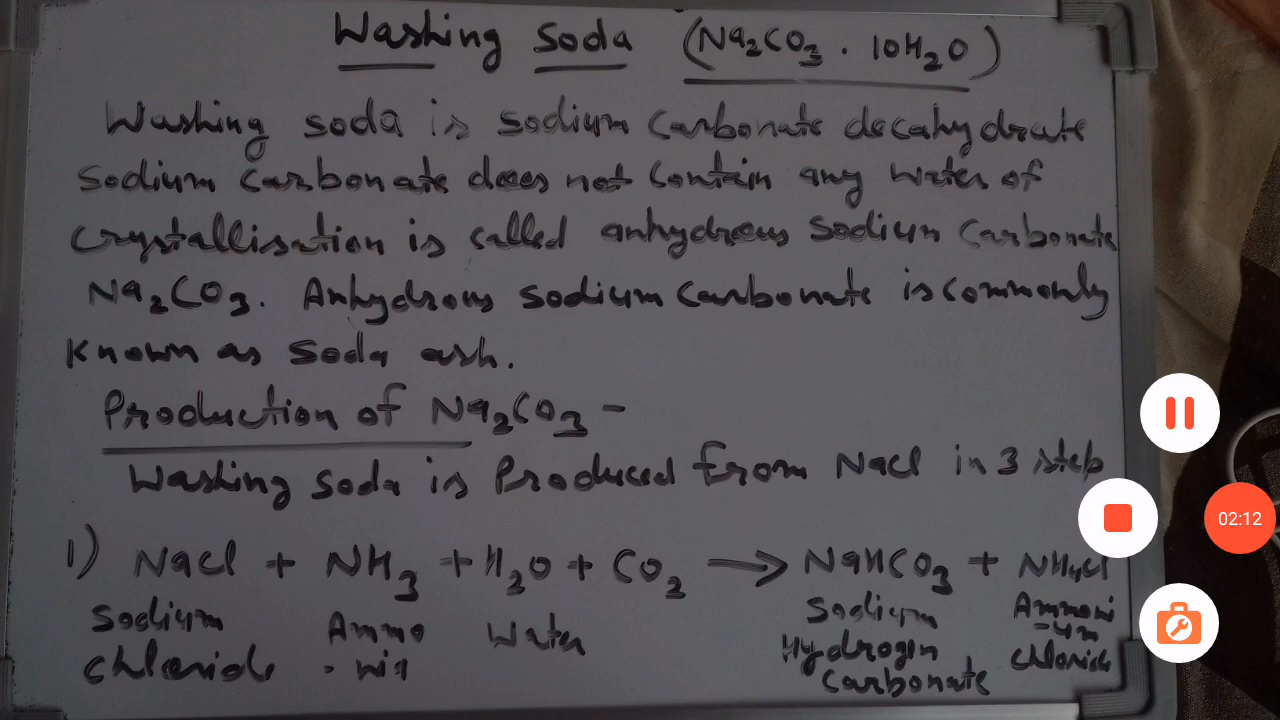 Washing Soda (Na2CO3 . 10H2O)
Washing soda is sodium carbonate decahydrate
Sodium carbonate does not contain any water of
crystallisation is called anhydrous sodium carbonate
Na2CO3. Anhydrous sodium carbonate is commonly
known as soda ash.
Production of Na2CO3 -
Washing soda is Produced from Nacl in 3 step
1) Nacl + NH3 + H2O + CO2 → NaHCO3 + NH4Cl
Sodium chloride Ammo-nia Water Sodium Hydrogen Carbonate Ammoni-um chloride
02:12